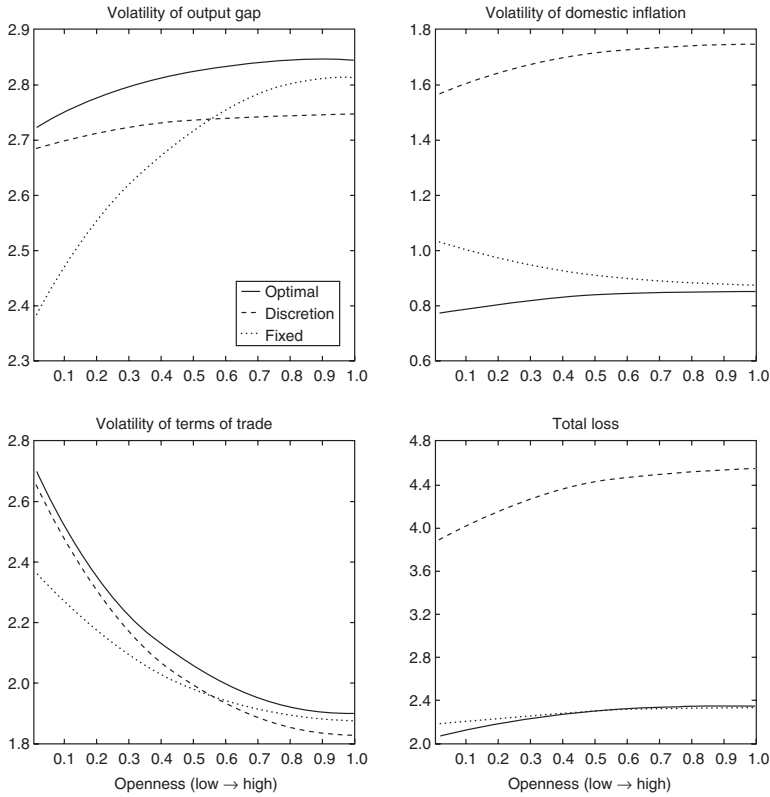 Volatility of output gap
2.9
2.8
2.7
2.6
2.5
2.4
2.3
Optimal
Discretion
Fixed
0.1 0.2 0.3 0.4 0.5 0.6 0.7 0.8 0.9 1.0
Volatility of domestic inflation
1.8
1.6
1.4
1.2
1.0
0.8
0.6
0.1 0.2 0.3 0.4 0.5 0.6 0.7 0.8 0.9 1.0
Volatility of terms of trade
2.8
2.6
2.4
2.2
2.1
1.9
1.8
0.1 0.2 0.3 0.4 0.5 0.6 0.7 0.8 0.9 1.0
Openness (low → high)
Total loss
4.8
4.4
4.0
3.6
3.2
2.8
2.4
2.0
0.1 0.2 0.3 0.4 0.5 0.6 0.7 0.8 0.9 1.0
Openness (low → high)